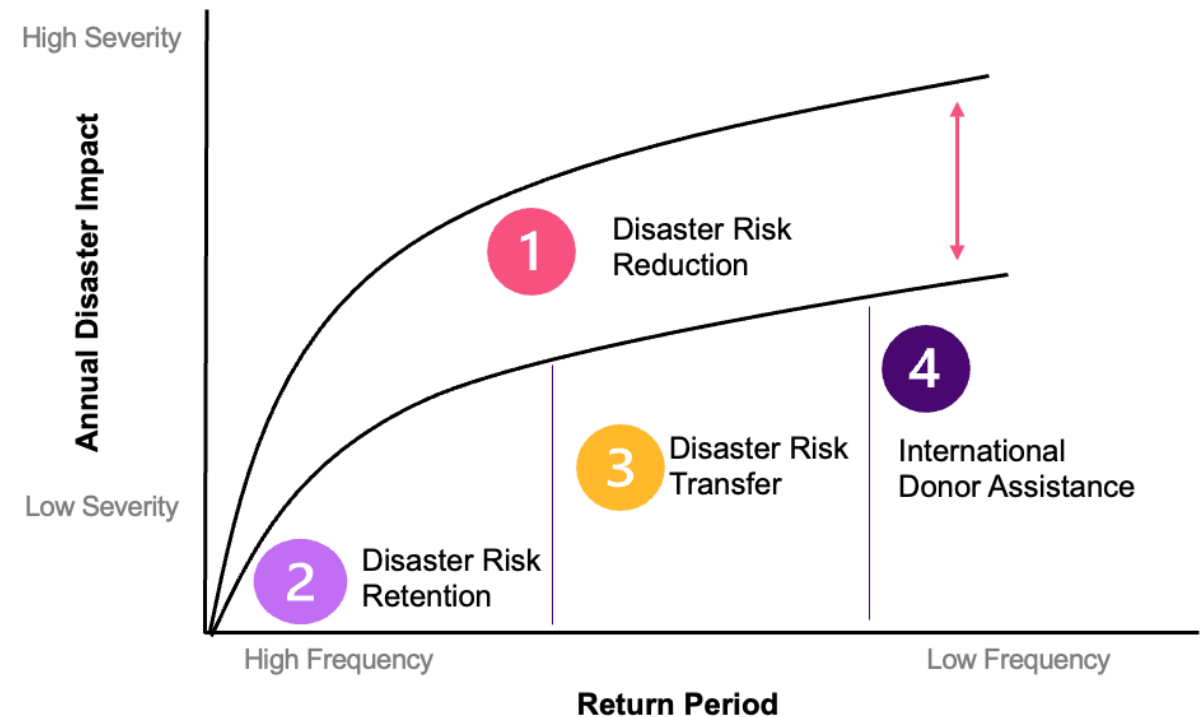 High Severity
Annual Disaster Impact
1
Disaster Risk
Reduction
4
3
Disaster Risk
Transfer
International
Donor Assistance
Low Severity
2
Disaster Risk
Retention
High Frequency
Low Frequency
Return Period